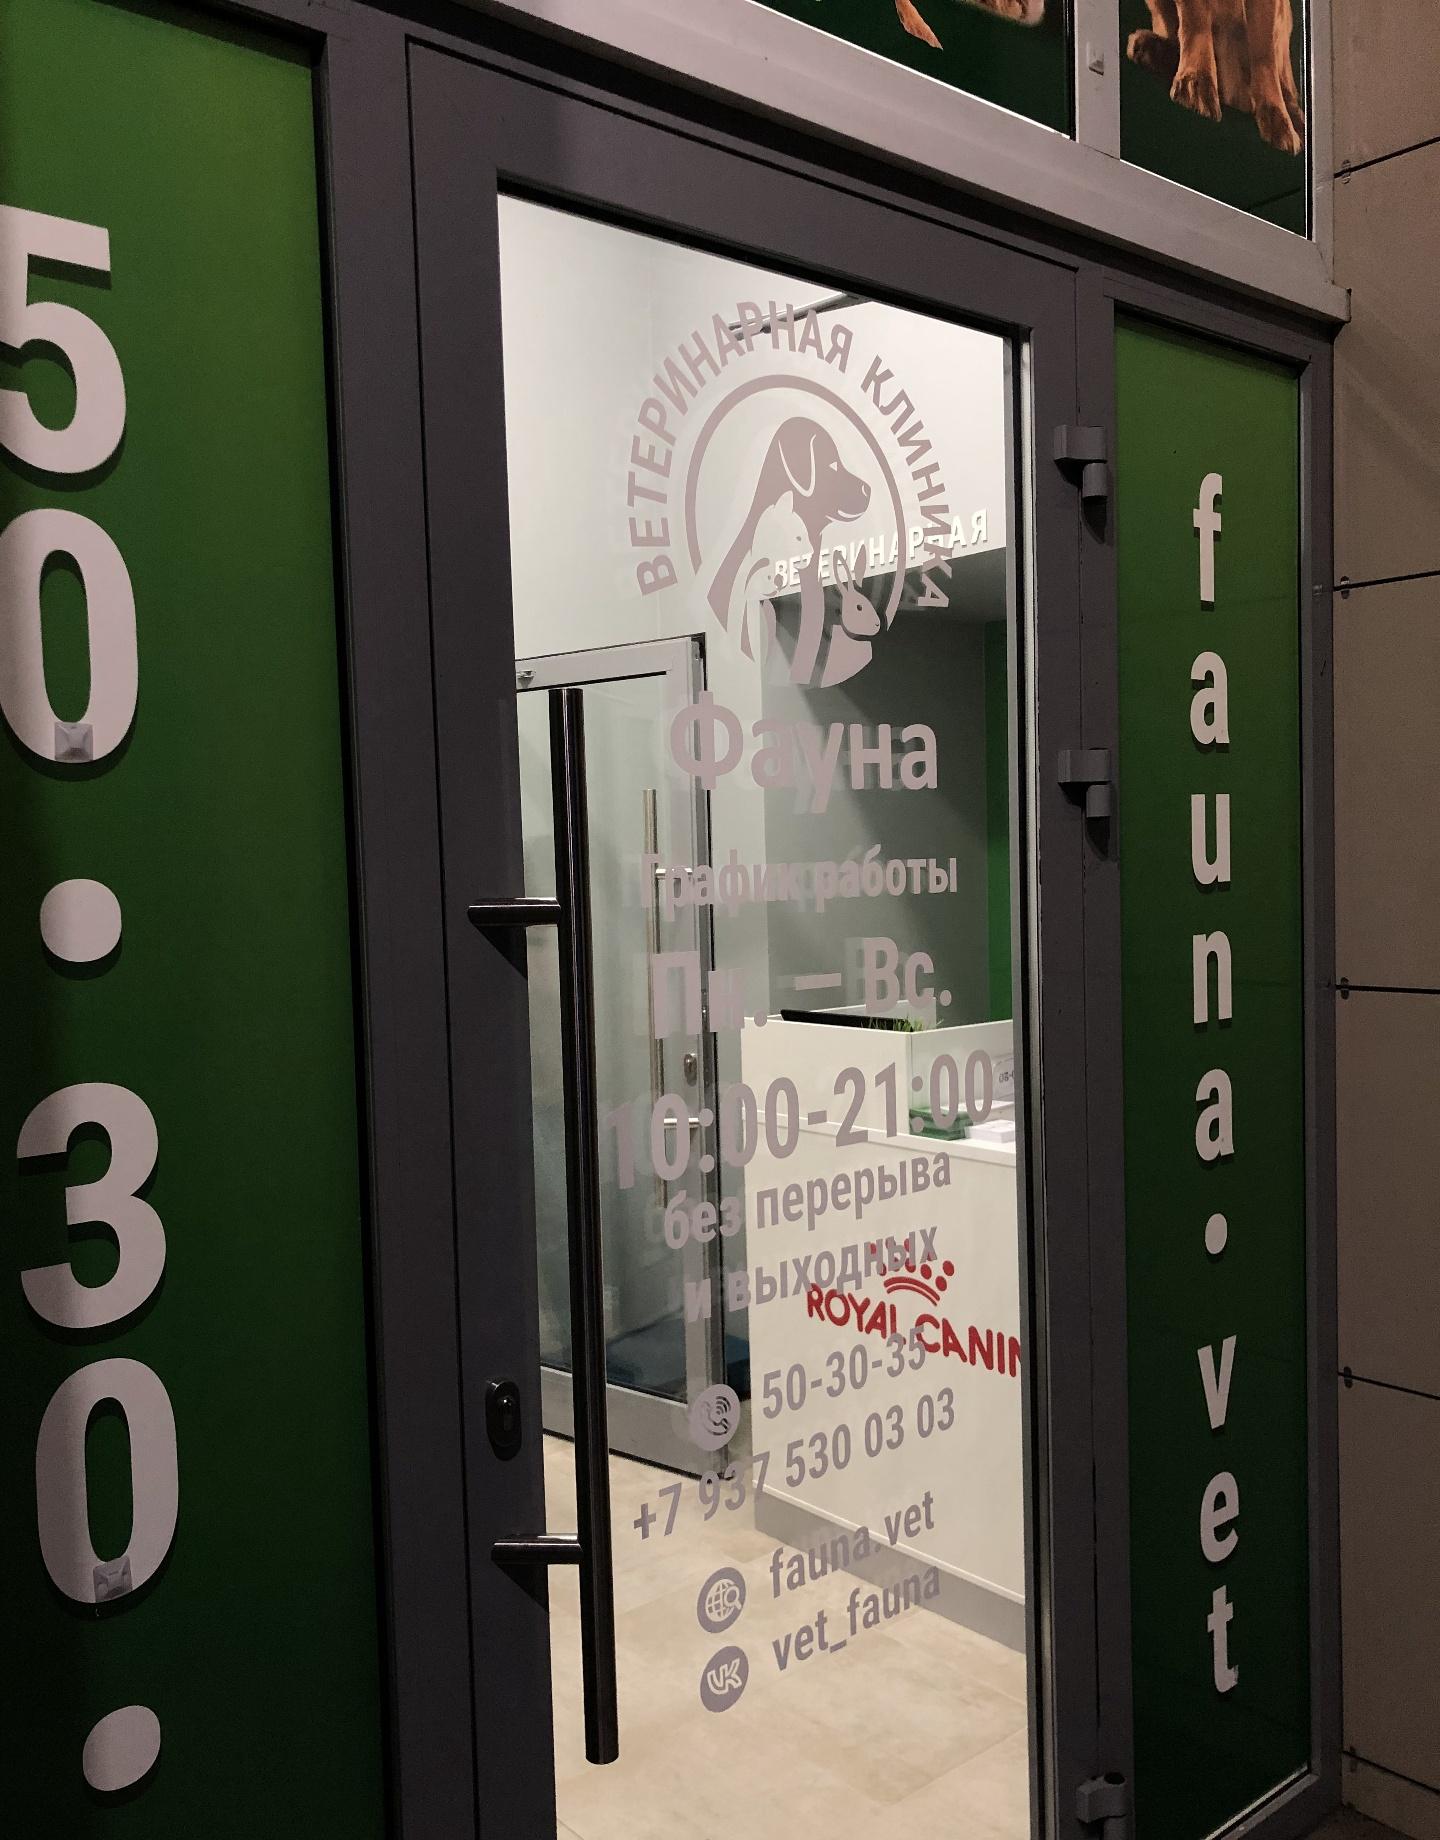 50.30.
ВЕТЕРИНАРНАЯ КЛИНИКА
ВЕТЕРИНАРНАЯ
Фауна
График работы
Пн. – Вс.
10:00-21:00
без перерыва
и выходных
ROYAL CANIN
50-30-35
+7 937 530 03 03
fauna.vet
vet_fauna
fauna.vet